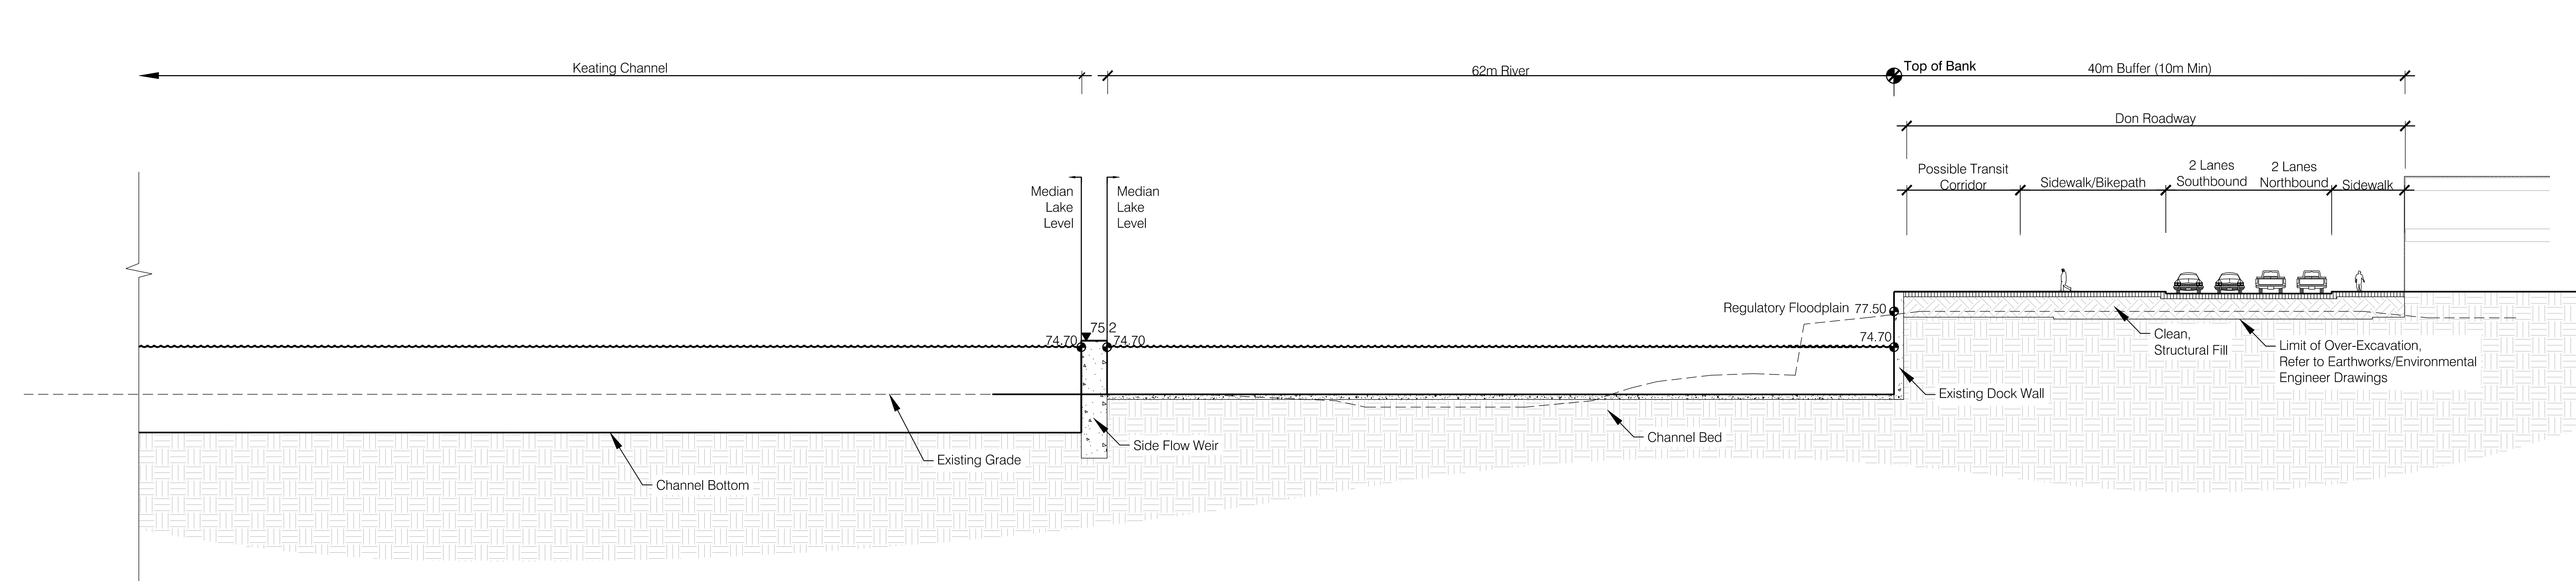 Keating Channel
62m River
Top of Bank
40m Buffer (10m Min)
Don Roadway
Possible Transit
Corridor
Sidewalk/Bikepath
2 Lanes
Southbound
2 Lanes
Northbound
Sidewalk
Median
Lake
Level
Median
Lake
Level
75.2
74.70
74.70
Regulatory Floodplain 77.50
74.70
Clean,
Structural Fill
Limit of Over-Excavation,
Refer to Earthworks/Environmental
Engineer Drawings
Existing Dock Wall
Channel Bed
Side Flow Weir
Existing Grade
Channel Bottom